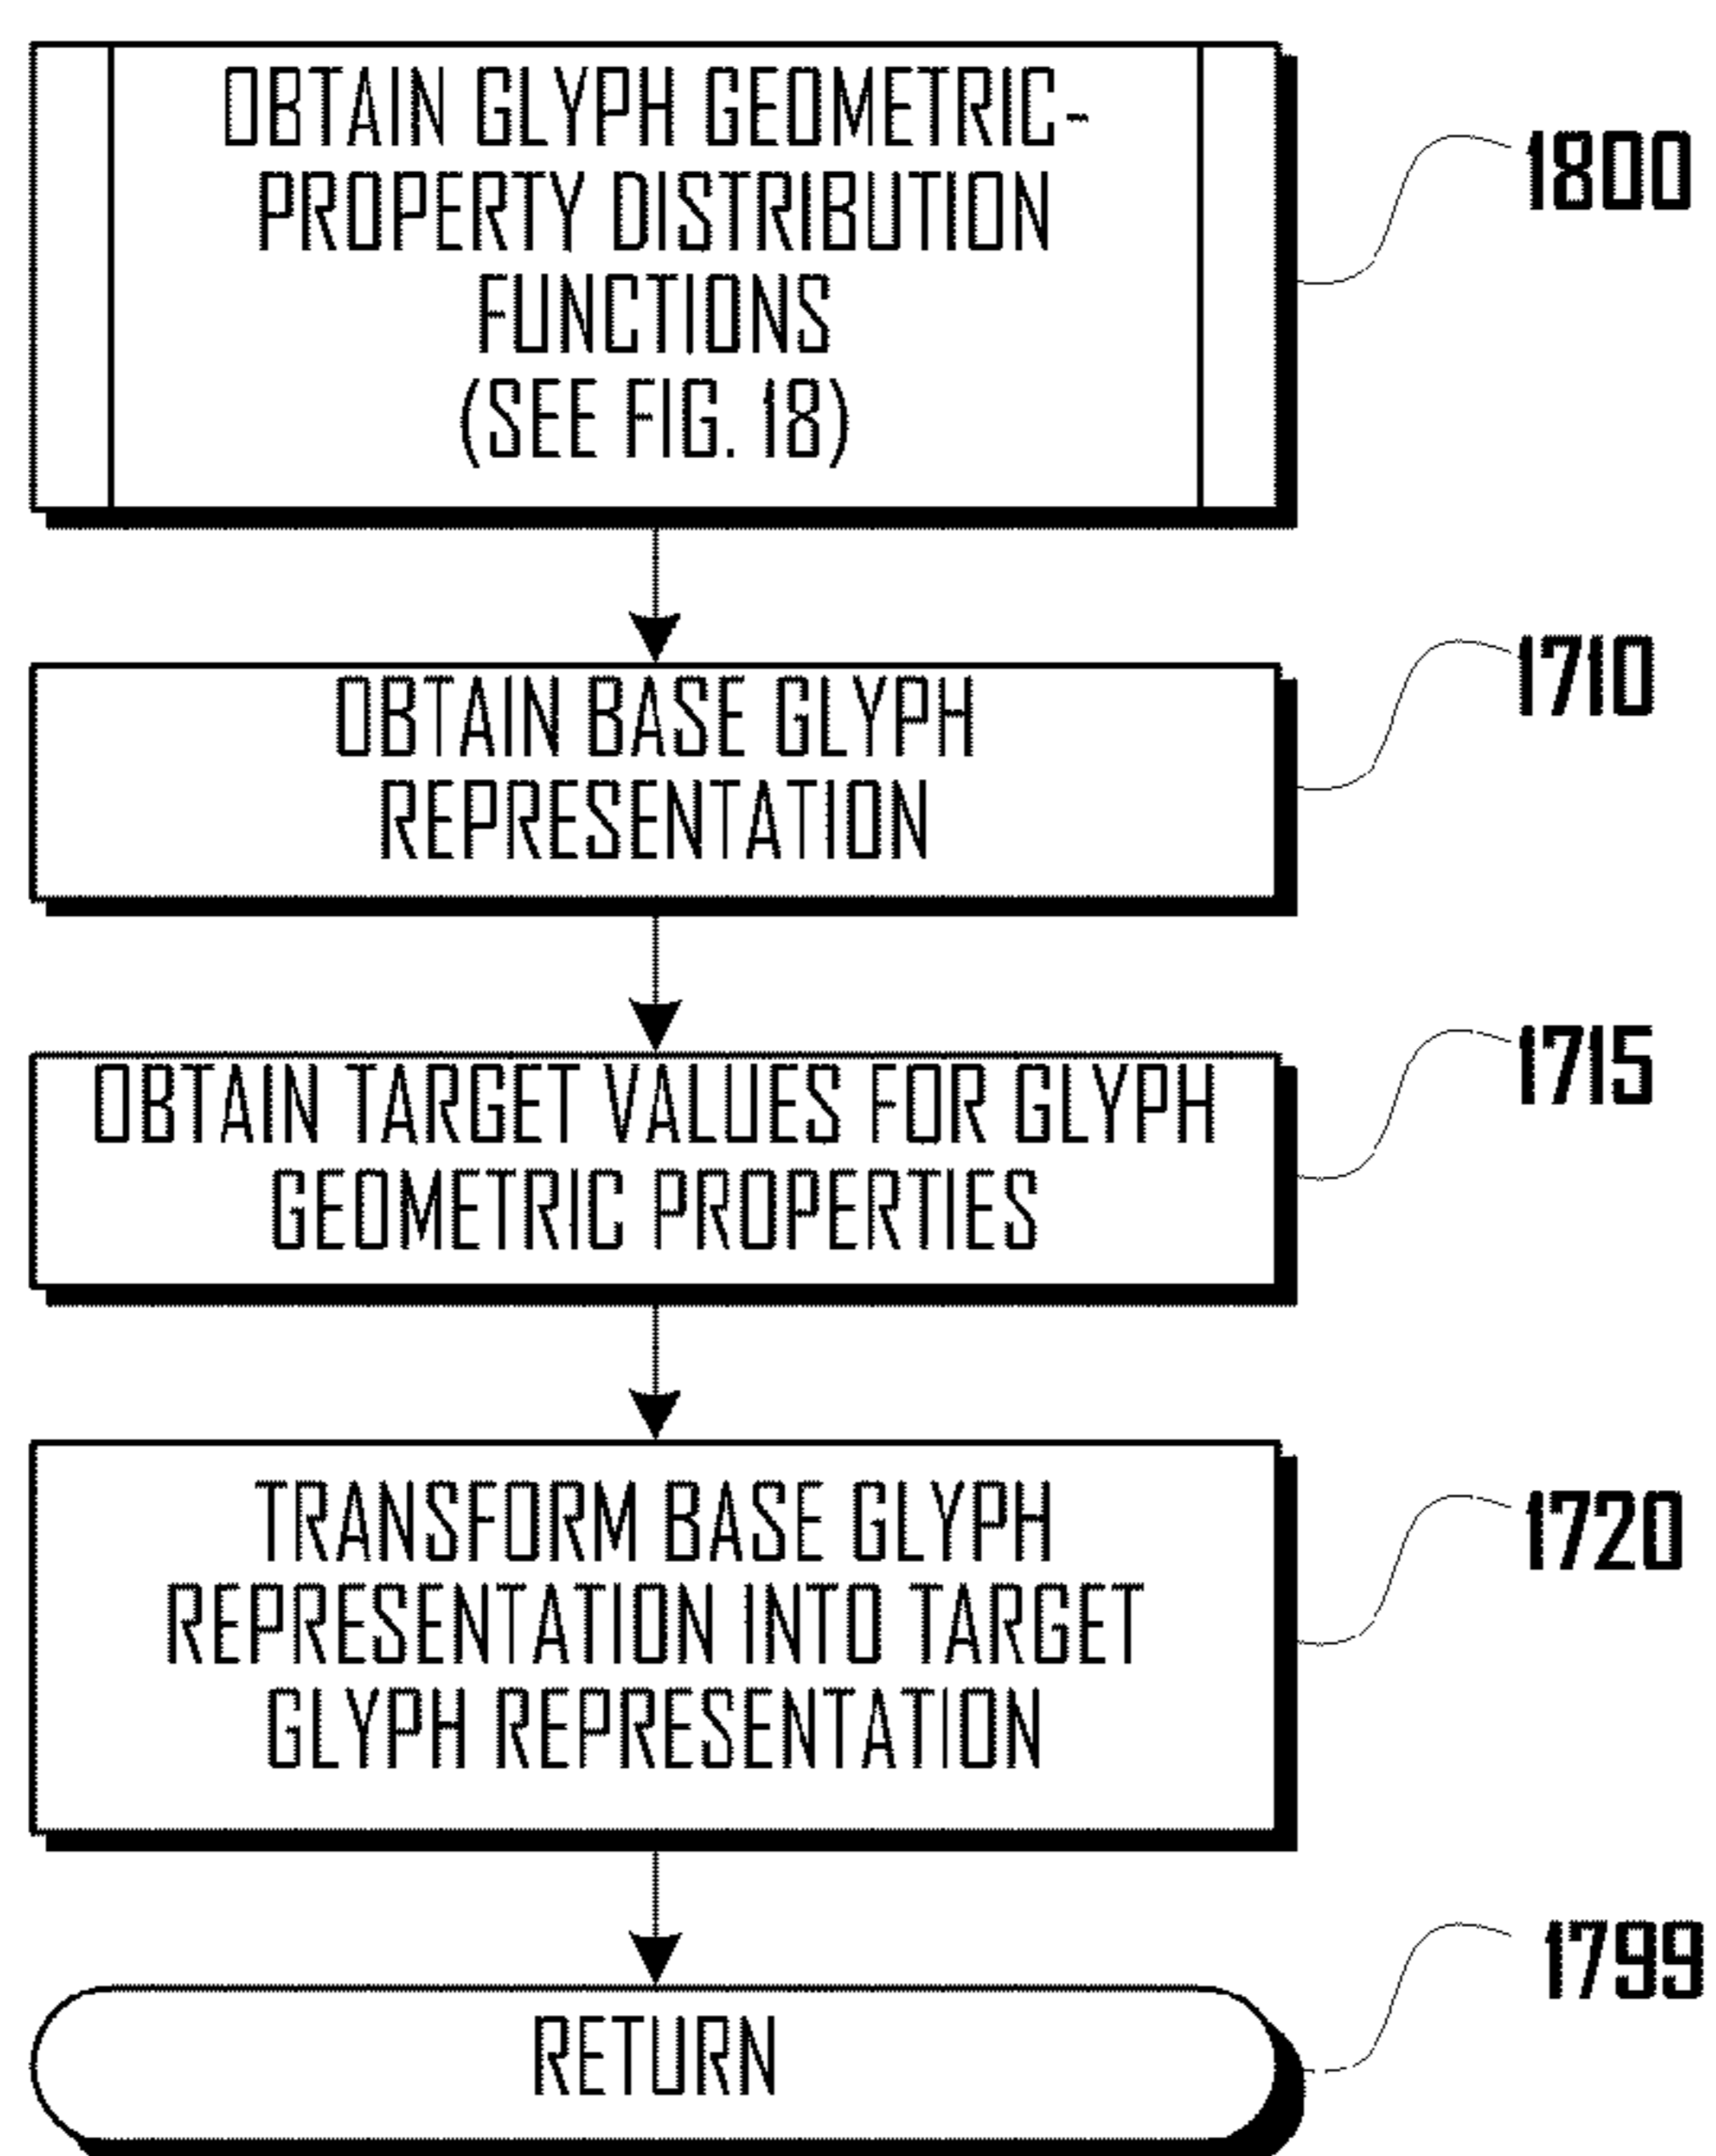 OBTAIN GLYPH GEOMETRIC-
PROPERTY DISTRIBUTION
FUNCTIONS
(SEE FIG. 18)
1800
OBTAIN BASE GLYPH
REPRESENTATION
1710
OBTAIN TARGET VALUES FOR GLYPH
GEOMETRIC PROPERTIES
1715
TRANSFORM BASE GLYPH
REPRESENTATION INTO TARGET
GLYPH REPRESENTATION
1720
RETURN
1799